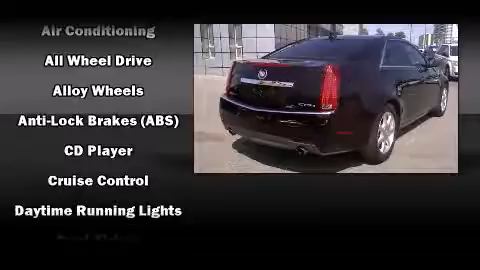 Air Conditioning
All Wheel Drive
Alloy Wheels
Anti-Lock Brakes (ABS)
CD Player
Cruise Control
Daytime Running Lights